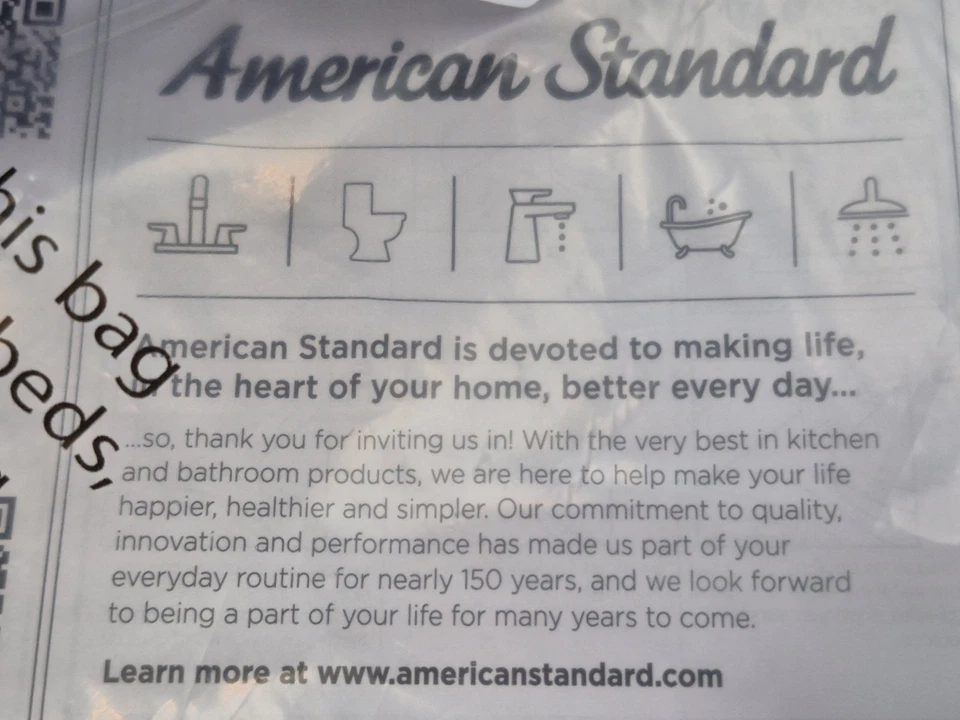 American Standard
his bag
beds,
American Standard is devoted to making life,
the heart of your home, better every day...
...so, thank you for inviting us in! With the very best in kitchen
and bathroom products, we are here to help make your life
happier, healthier and simpler. Our commitment to quality,
innovation and performance has made us part of your
everyday routine for nearly 150 years, and we look forward
to being a part of your life for many years to come.
Learn more at www.americanstandard.com